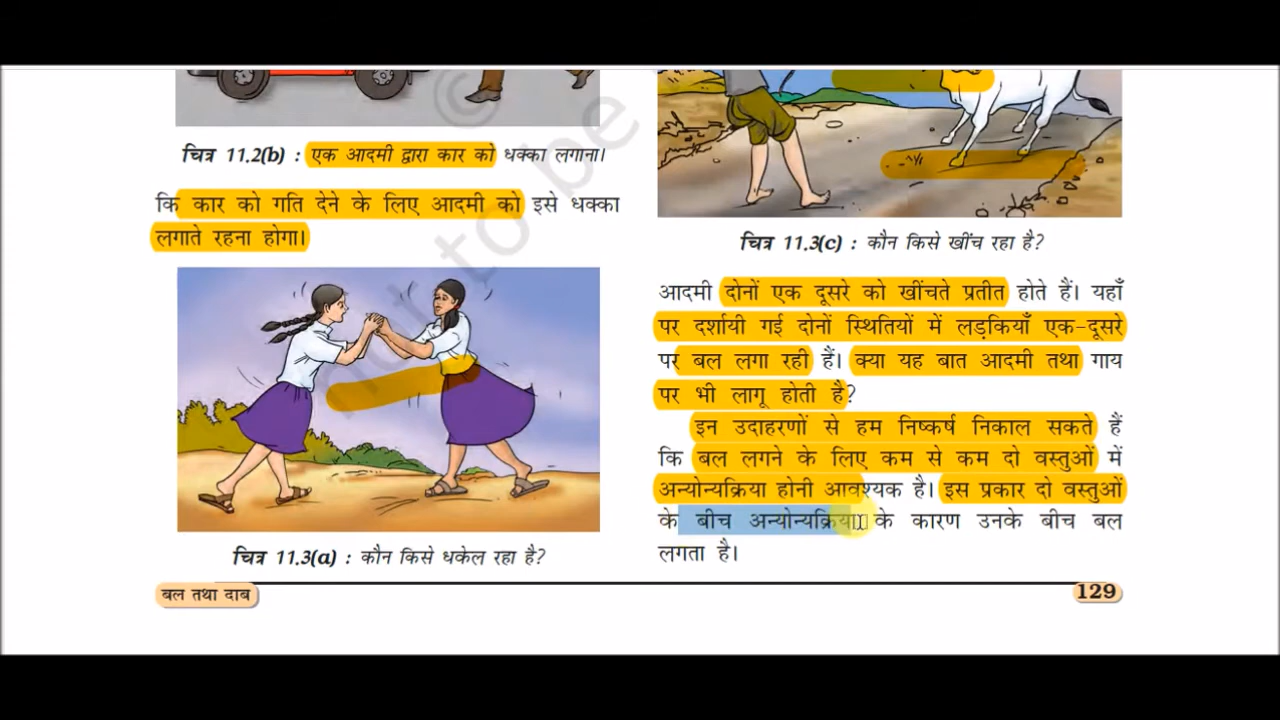 चित्र 11.2(b) : एक आदमी द्वारा कार को धक्का लगाना।
कि कार को गति देने के लिए आदमी को इसे धक्का
लगाते रहना होगा।
चित्र 11.3(a) : कौन किसे धकेल रहा है?
चित्र 11.3(c) : कौन किसे खींच रहा है?
आदमी दोनों एक दूसरे को खींचते प्रतीत होते हैं। यहाँ
पर दर्शायी गई दोनों स्थितियों में लड़कियाँ एक-दूसरे
पर बल लगा रही हैं। क्या यह बात आदमी तथा गाय
पर भी लागू होती है?
इन उदाहरणों से हम निष्कर्ष निकाल सकते हैं
कि बल लगने के लिए कम से कम दो वस्तुओं में
अन्योन्यक्रिया होनी आवश्यक है। इस प्रकार दो वस्तुओं
के बीच अन्योन्यक्रिया के कारण उनके बीच बल
लगता है।
बल तथा दाब
129
© not to be